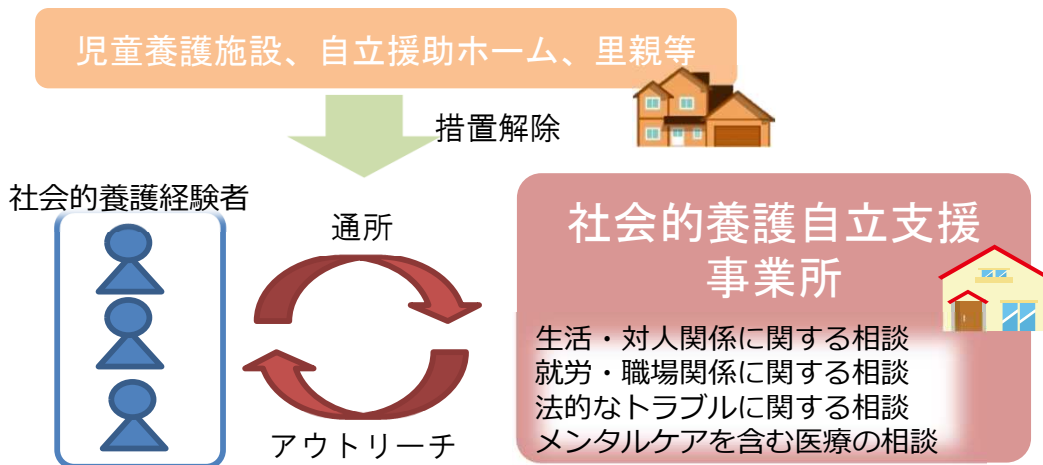 児童養護施設、自立援助ホーム、里親等
措置解除
社会的養護経験者
通所
アウトリーチ
社会的養護自立支援
事業所
生活・対人関係に関する相談
就労・職場関係に関する相談
法的なトラブルに関する相談
メンタルケアを含む医療の相談